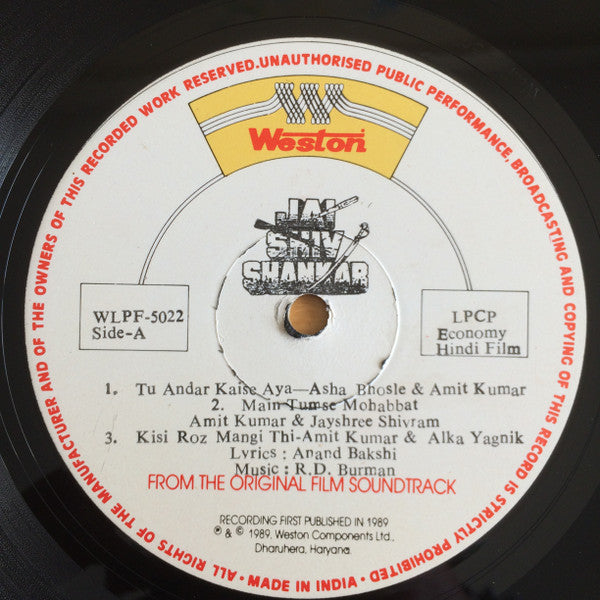 ALL RIGHTS OF THE MANUFACTURER AND OF THE OWNERS OF THIS RECORDED WORK RESERVED.UNAUTHORISED PUBLIC PERFORMANCE, BROADCASTING AND COPYING OF THIS RECORD IS STRICTLY PROHIBITED • MADE IN INDIA •
Weston
JAI
SHIV
SHANKAR
WLPF-5022
Side-A
LPCP
Economy
Hindi Film
1. Tu Andar Kaise Aya—Asha Bhosle & Amit Kumar
2. Main Tumse Mohabbat
Amit Kumar & Jayshree Shivram
3. Kisi Roz Mangi Thi-Amit Kumar & Alka Yagnik
Lyrics : Anand Bakshi
Music : R.D. Burman
FROM THE ORIGINAL FILM SOUNDTRACK
RECORDING FIRST PUBLISHED IN 1989
℗ & © 1989. Weston Components Ltd.,
Dharuhera, Haryana.